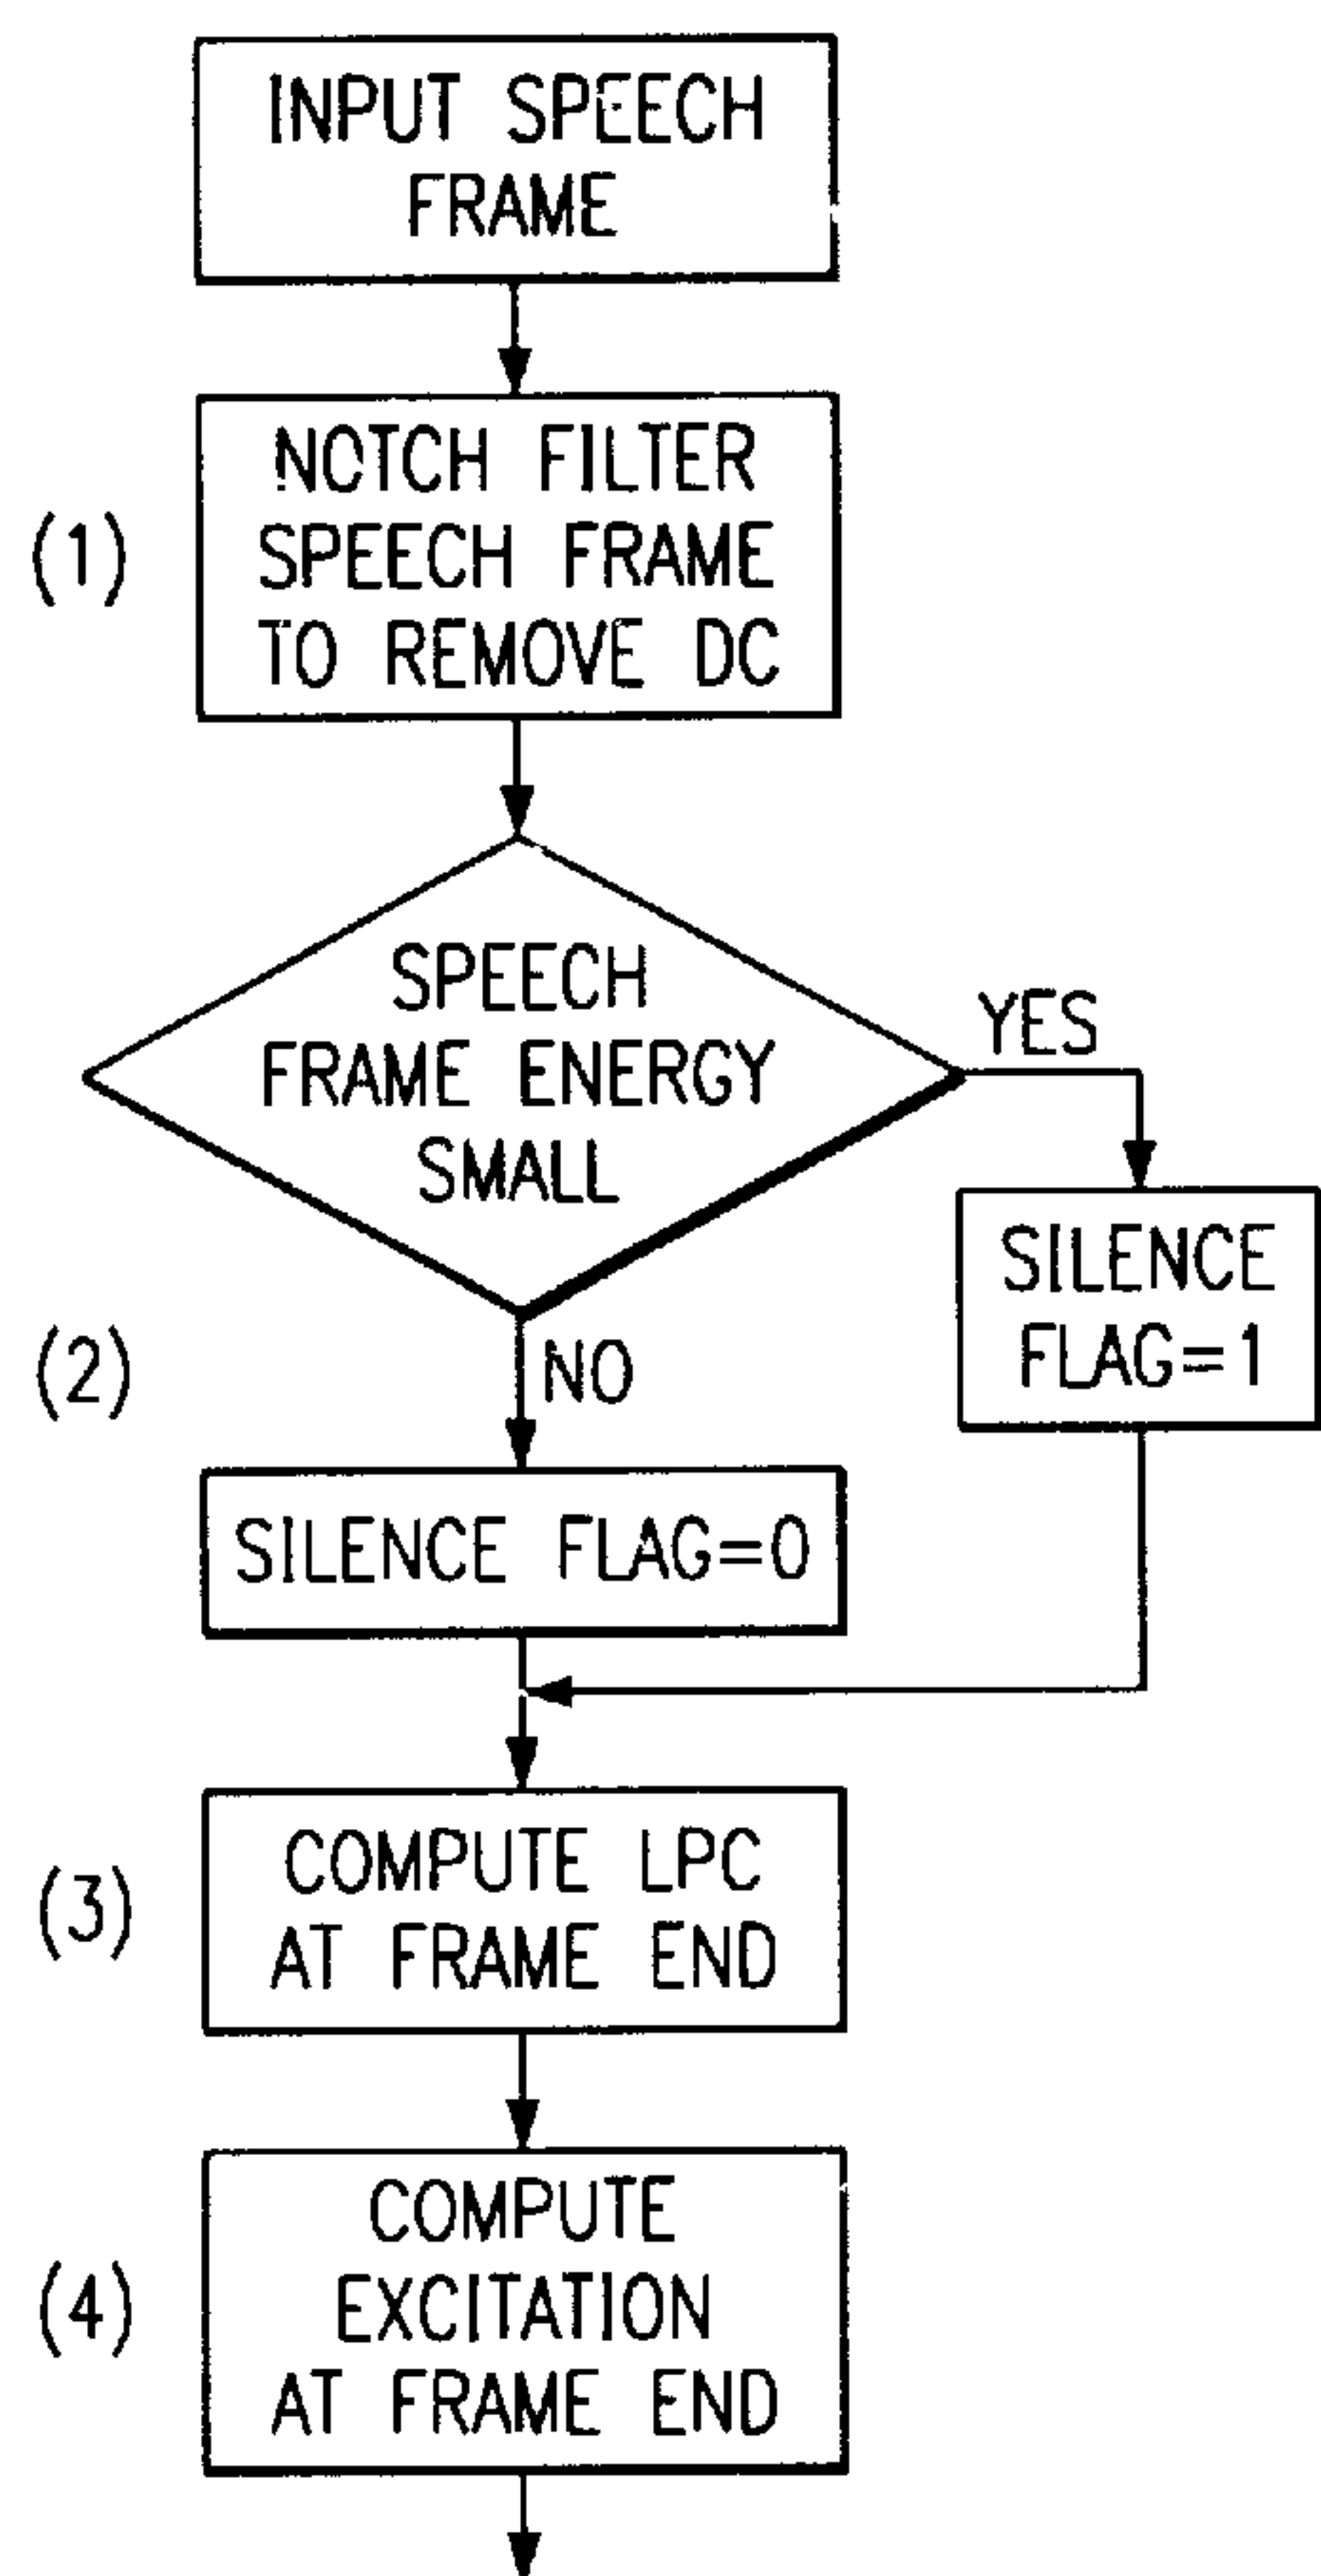 INPUT SPEECH
FRAME
(1)
NOTCH FILTER
SPEECH FRAME
TO REMOVE DC
SPEECH
FRAME ENERGY
SMALL
YES
SILENCE
FLAG=1
(2)
NO
SILENCE FLAG=0
(3)
COMPUTE LPC
AT FRAME END
(4)
COMPUTE
EXCITATION
AT FRAME END